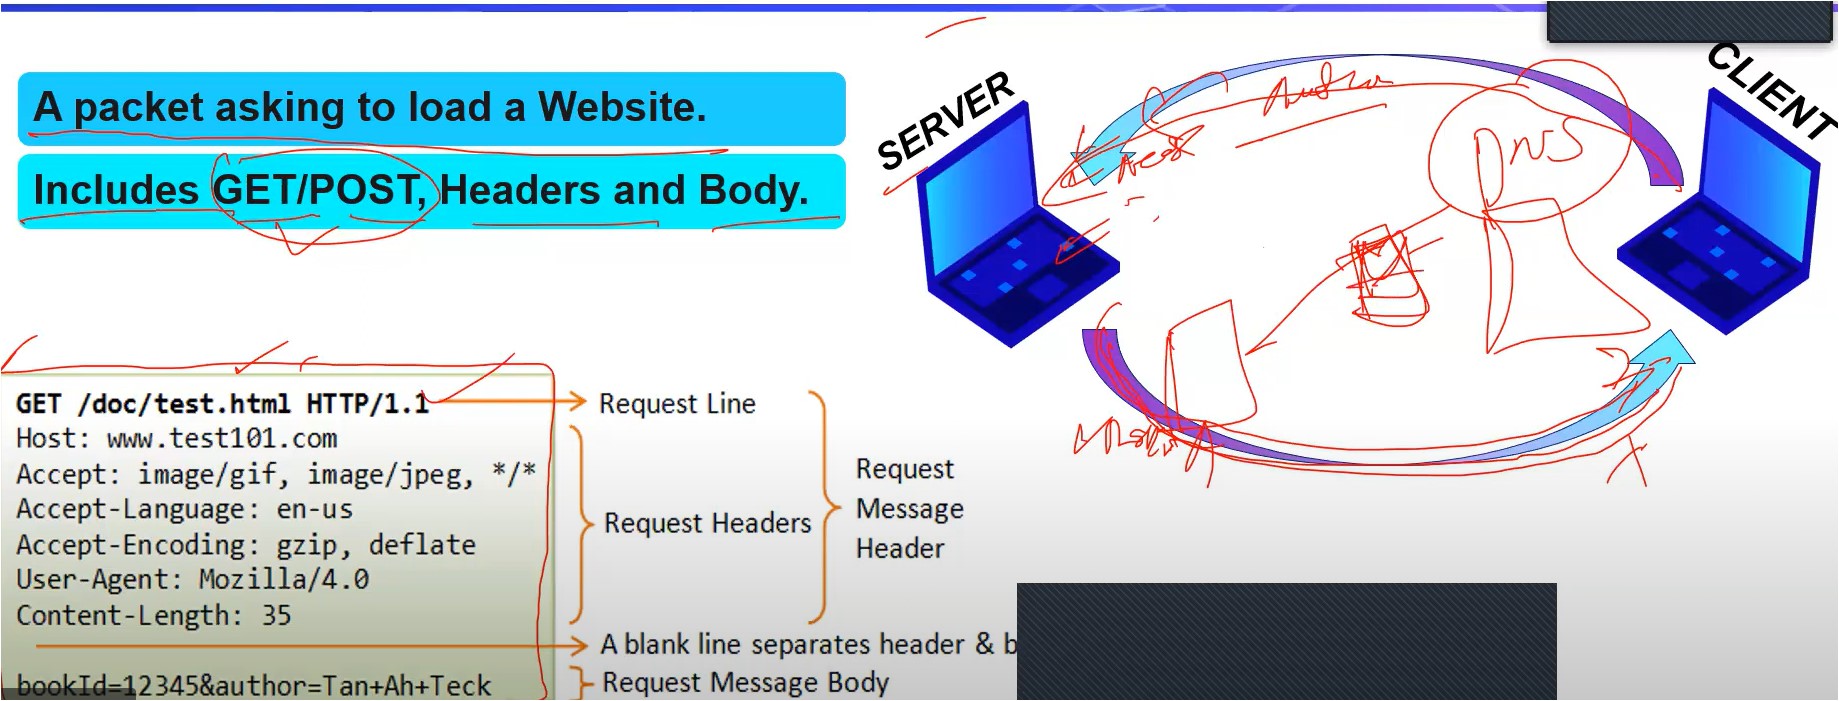 A packet asking to load a Website.
Includes GET/POST, Headers and Body.
SERVER
CLIENT
DNS
GET /doc/test.html HTTP/1.1
Host: www.test101.com
Accept: image/gif, image/jpeg, */*
Accept-Language: en-us
Accept-Encoding: gzip, deflate
User-Agent: Mozilla/4.0
Content-Length: 35
bookId=12345&author=Tan+Ah+Teck
Request Line
Request Headers
Request
Message
Header
A blank line separates header & b
Request Message Body